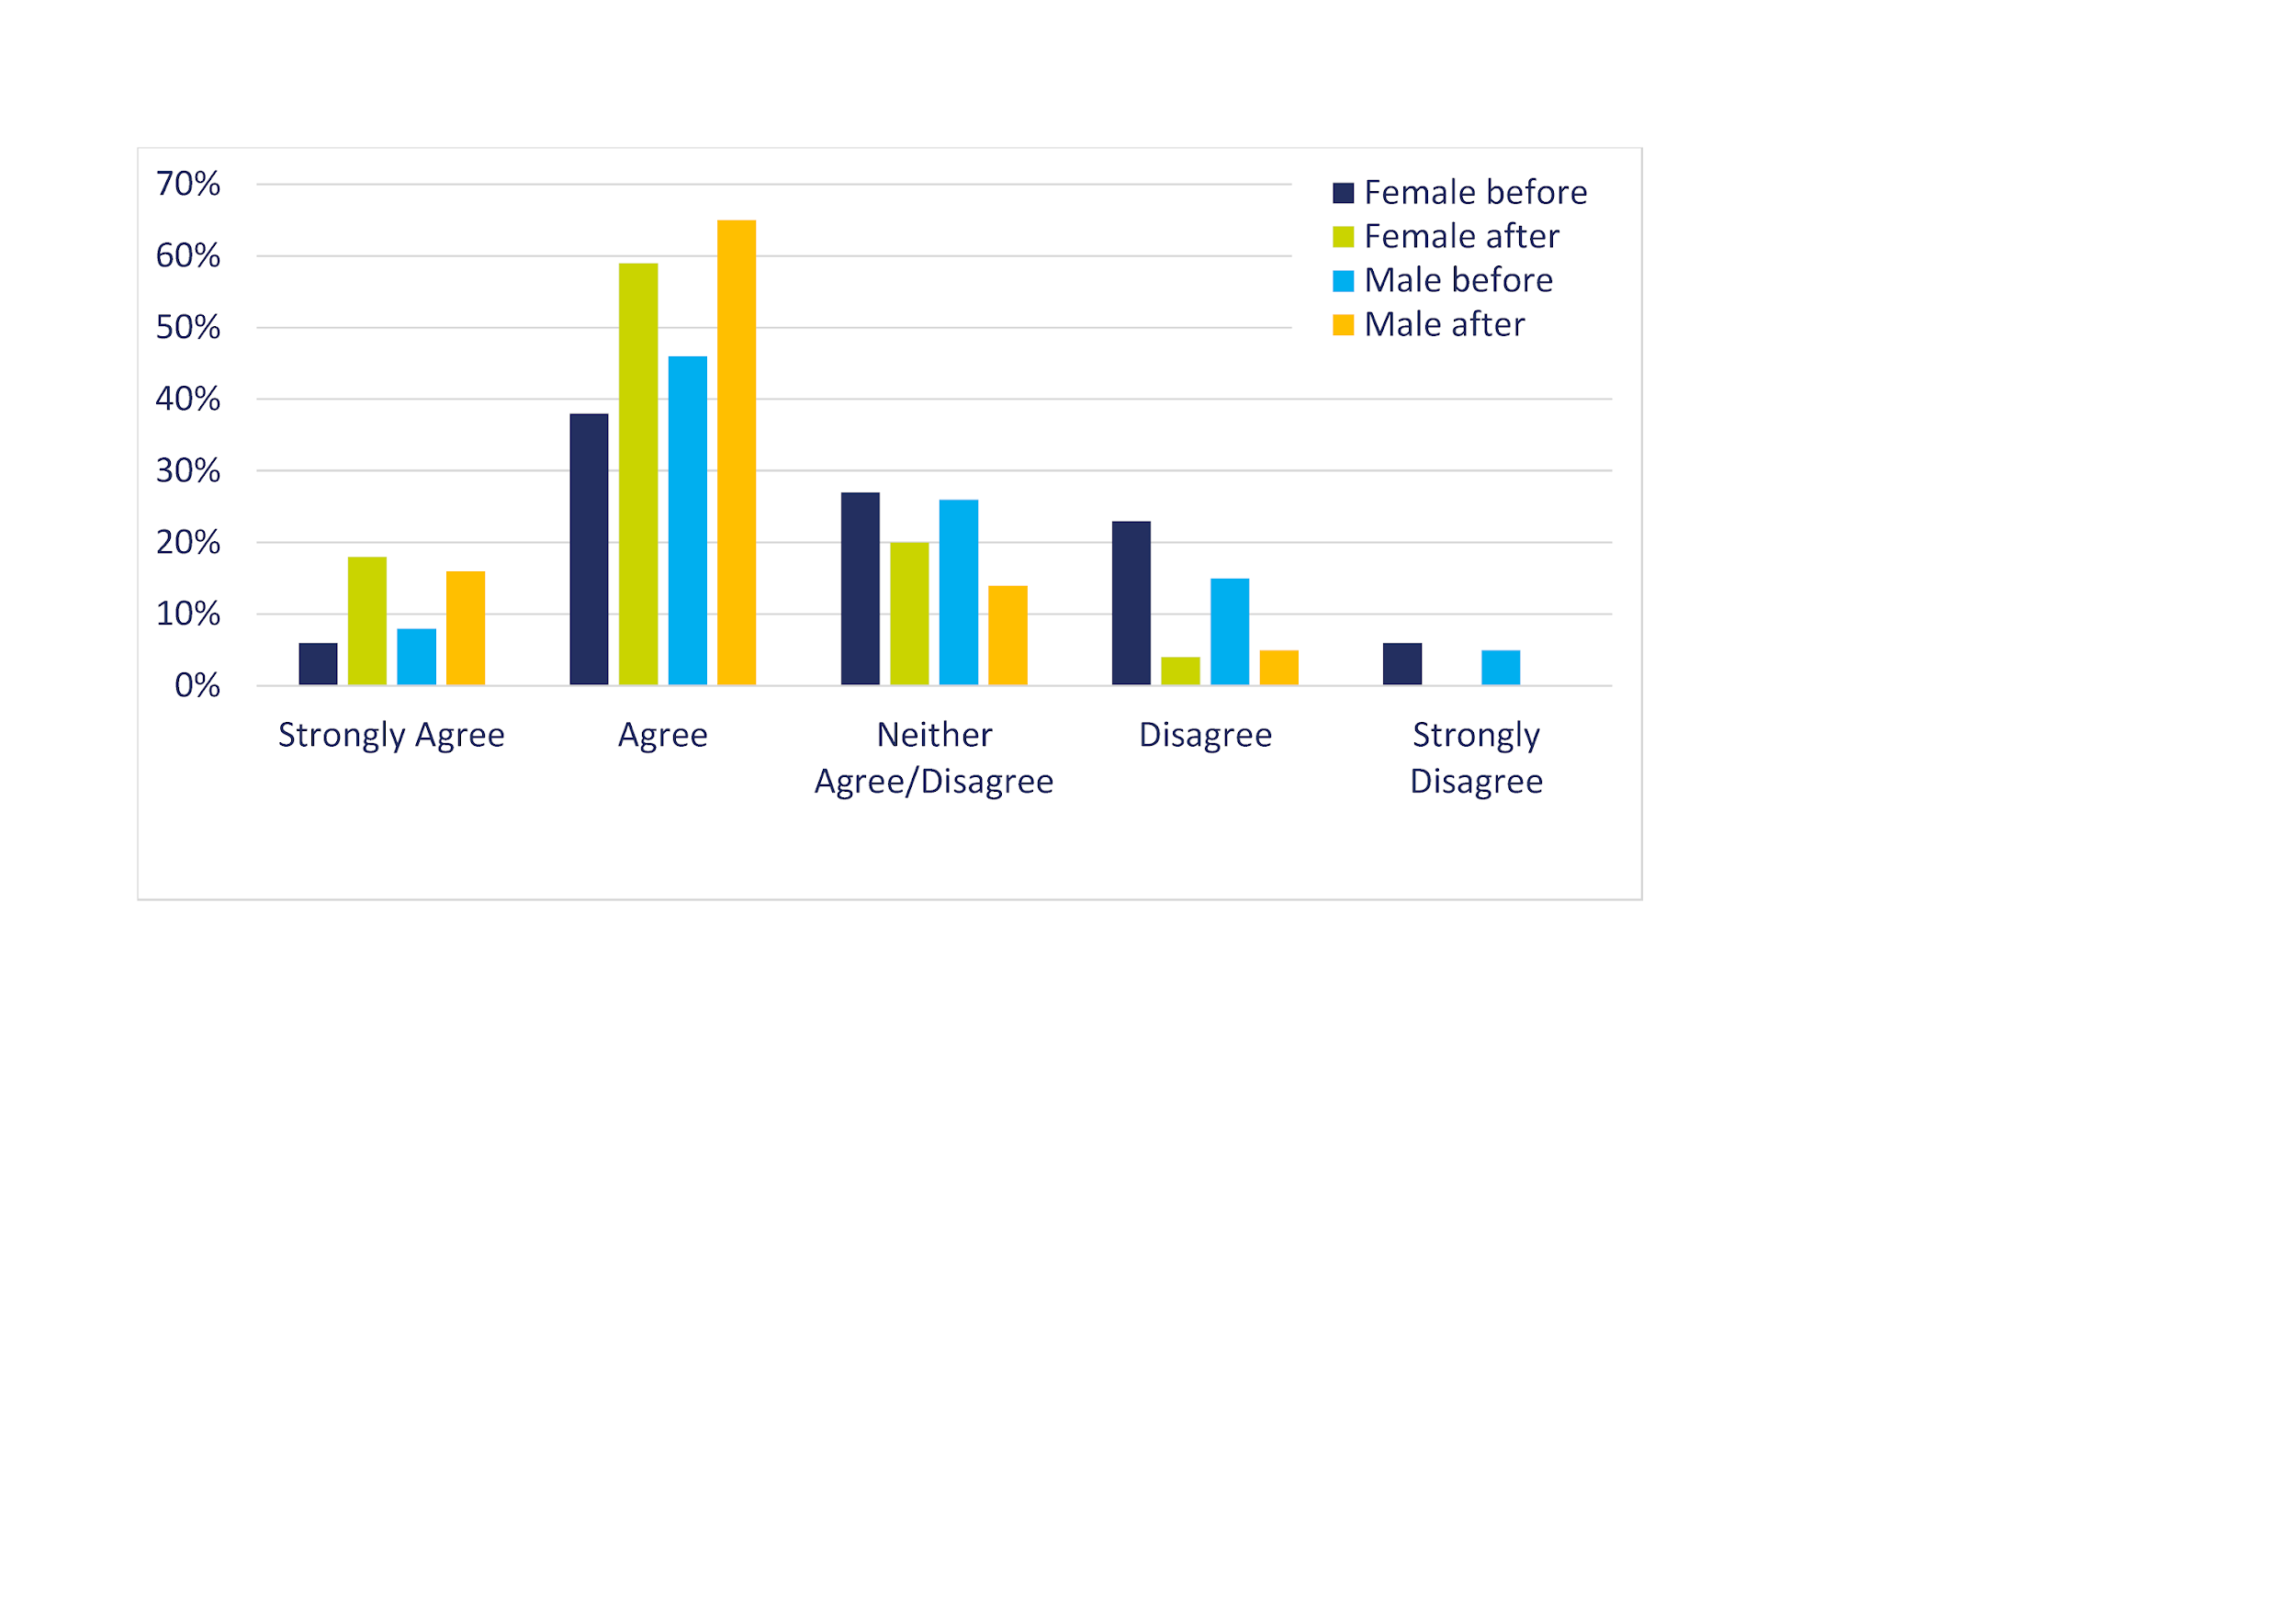 70%
60%
50%
40%
30%
20%
10%
0%
Female before
Female after
Male before
Male after
Strongly Agree
Agree
Neither
Agree/Disagree
Disagree
Strongly
Disagree